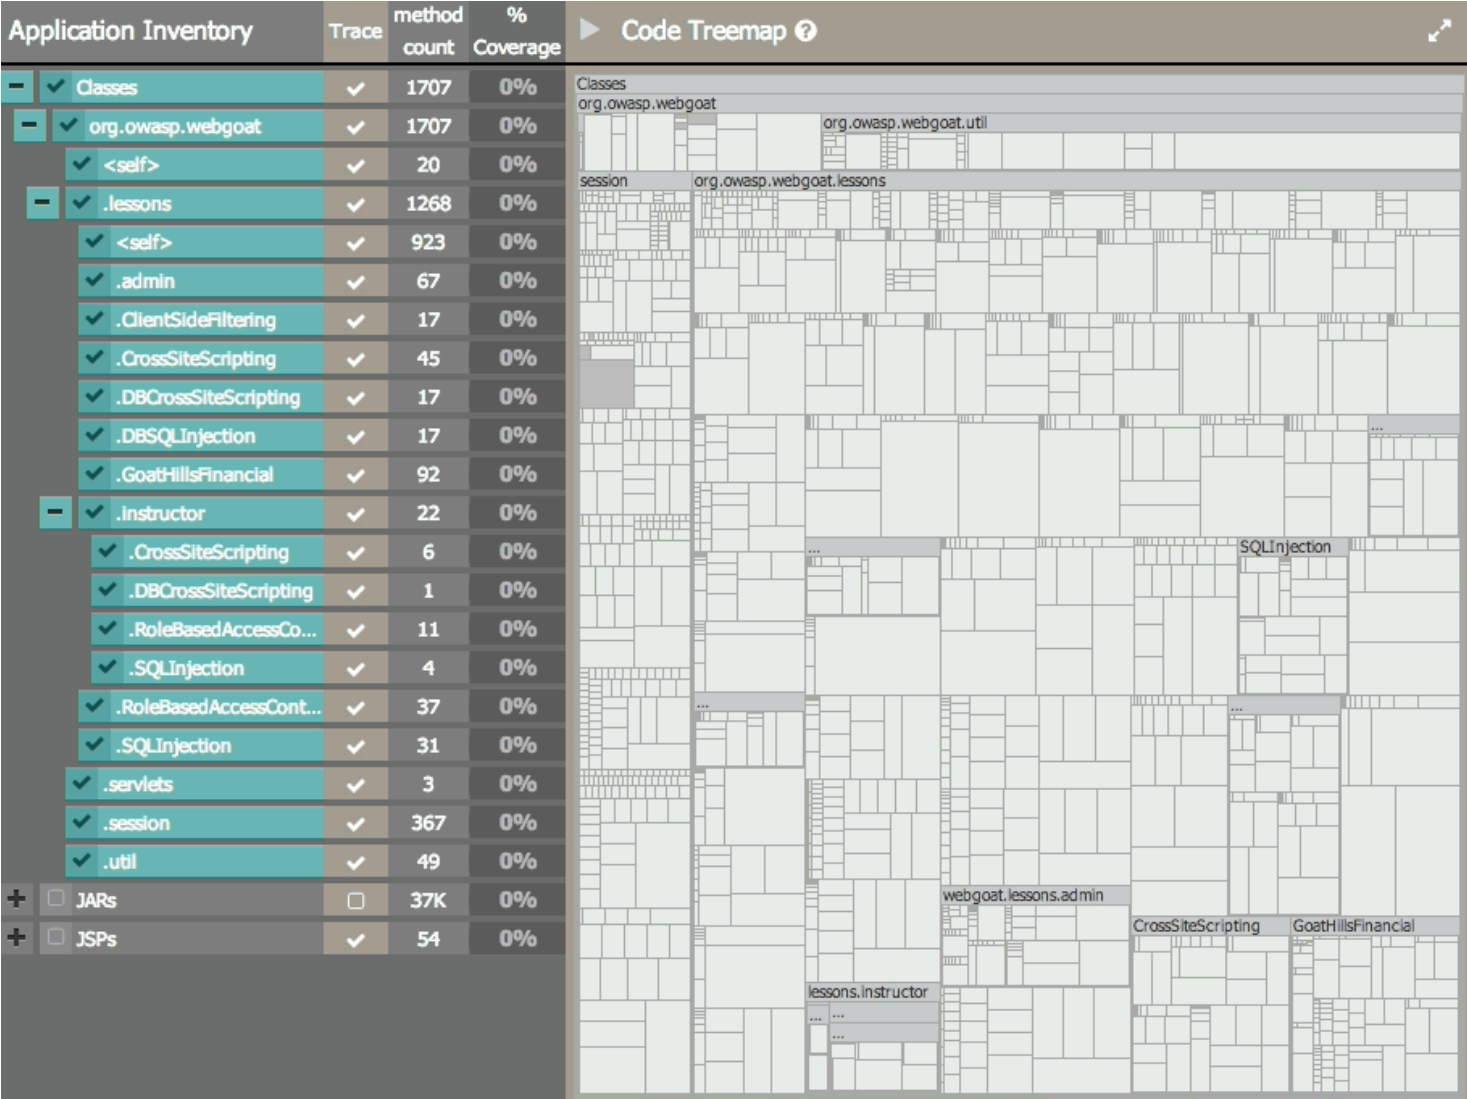 Application Inventory Trace method count % Coverage
Classes 1707 0%
org.owasp.webgoat 1707 0%
<self> 20 0%
.lessons 1268 0%
<self> 923 0%
.admin 67 0%
.ClientSideFiltering 17 0%
.CrossSiteScripting 45 0%
.DBCrossSiteScripting 17 0%
.DBSQLInjection 17 0%
.GoatHillsFinancial 92 0%
.instructor 22 0%
.CrossSiteScripting 6 0%
.DBCrossSiteScripting 1 0%
.RoleBasedAccessCo... 11 0%
.SQLInjection 4 0%
.RoleBasedAccessCont... 37 0%
.SQLInjection 31 0%
.servlets 3 0%
.session 367 0%
.util 49 0%
JARs 37K 0%
JSPs 54 0%
Code Treemap ?
Classes
org.owasp.webgoat
org.owasp.webgoat.util
session org.owasp.webgoat.lessons
...
... SQLInjection
... ...
webgoat.lessons.admin
CrossSiteScripting GoatHillsFinancial
lessons.instructor
... ...
...